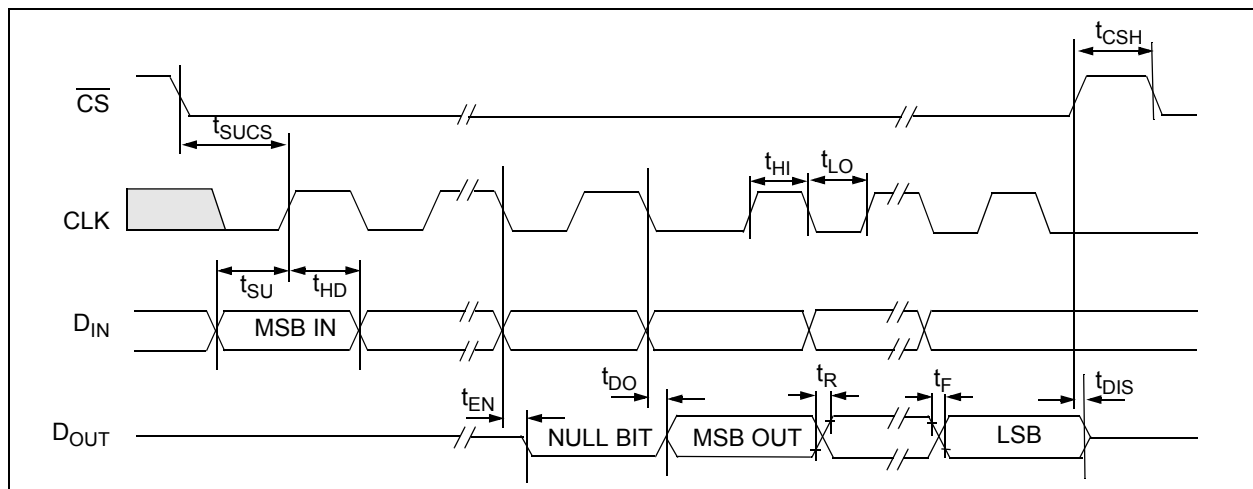 tCSH
CS
tSUCS
tHI
tLO
CLK
tSU
tHD
DIN
MSB IN
tR
tF
tDO
tDIS
tEN
DOUT
NULL BIT
MSB OUT
LSB